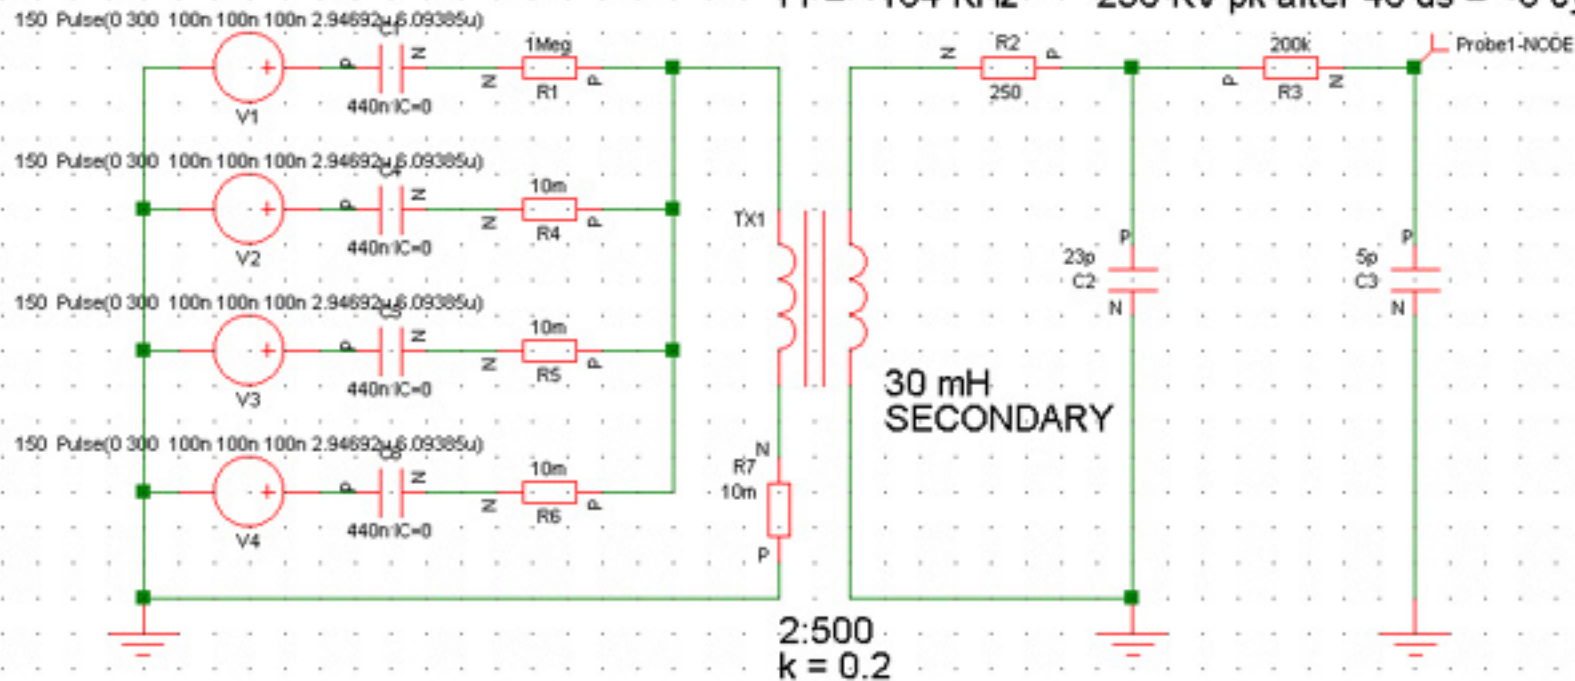 150 Pulse(0 300 100n 100n 100n 2.94692u 6.09385u)
P
N
440n IC=0
V1
1Meg
N
P
R1
150 Pulse(0 300 100n 100n 100n 2.94692u 6.09385u)
P
N
440n IC=0
V2
10m
N
P
R4
150 Pulse(0 300 100n 100n 100n 2.94692u 6.09385u)
P
N
440n IC=0
V3
10m
N
P
R5
150 Pulse(0 300 100n 100n 100n 2.94692u 6.09385u)
P
N
440n IC=0
V4
10m
N
P
R6
TX1
N
R7
10m
P
2:500
k = 0.2
30 mH
SECONDARY
N
R2
P
250
P
23p
C2
N
200k
P
R3
N
Probe1-NODE
P
5p
C3
N